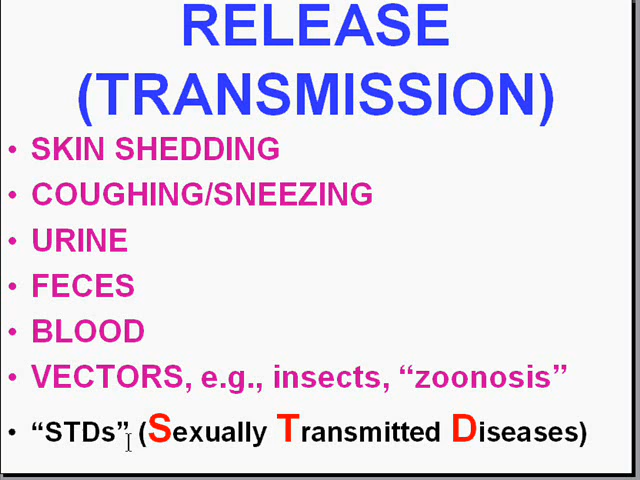 RELEASE
(TRANSMISSION)
• SKIN SHEDDING
• COUGHING/SNEEZING
• URINE
• FECES
• BLOOD
• VECTORS, e.g., insects, “zoonosis”
• “STDs” (Sexually Transmitted Diseases)